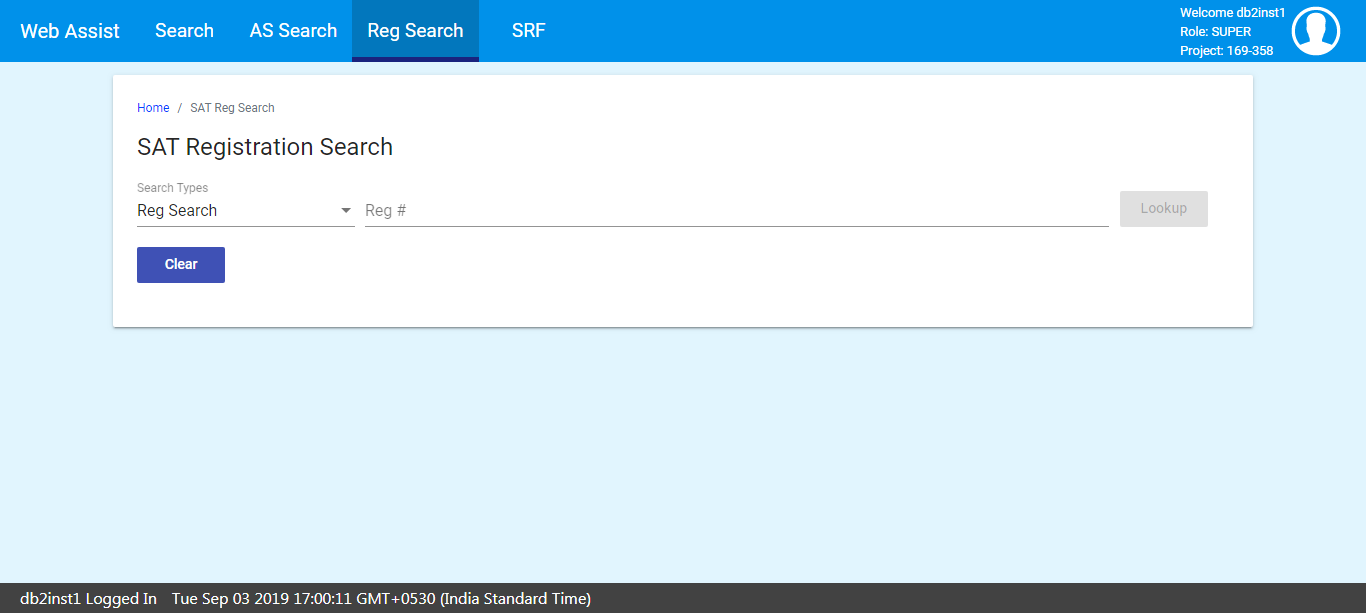 Web Assist Search AS Search Reg Search SRF
Welcome db2inst1
Role: SUPER
Project: 169-358
Home / SAT Reg Search
SAT Registration Search
Search Types
Reg Search Reg # Lookup
Clear
db2inst1 Logged In Tue Sep 03 2019 17:00:11 GMT+0530 (India Standard Time)